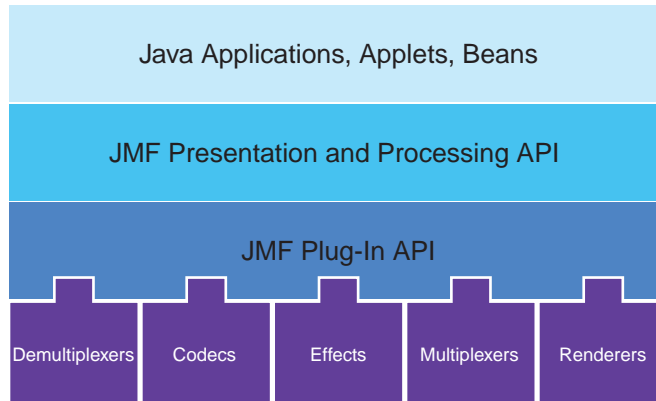 Java Applications, Applets, Beans
JMF Presentation and Processing API
JMF Plug-In API
Demultiplexers
Codecs
Effects
Multiplexers
Renderers